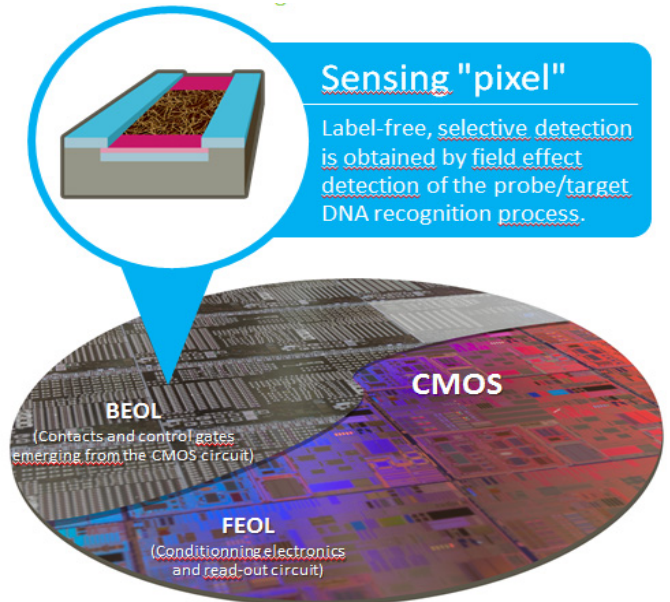 Sensing "pixel"
Label-free, selective detection
is obtained by field effect
detection of the probe/target
DNA recognition process.
CMOS
BEOL
(Contacts and control gates
emerging from the CMOS circuit)
FEOL
(Conditionning electronics
and read-out circuit)